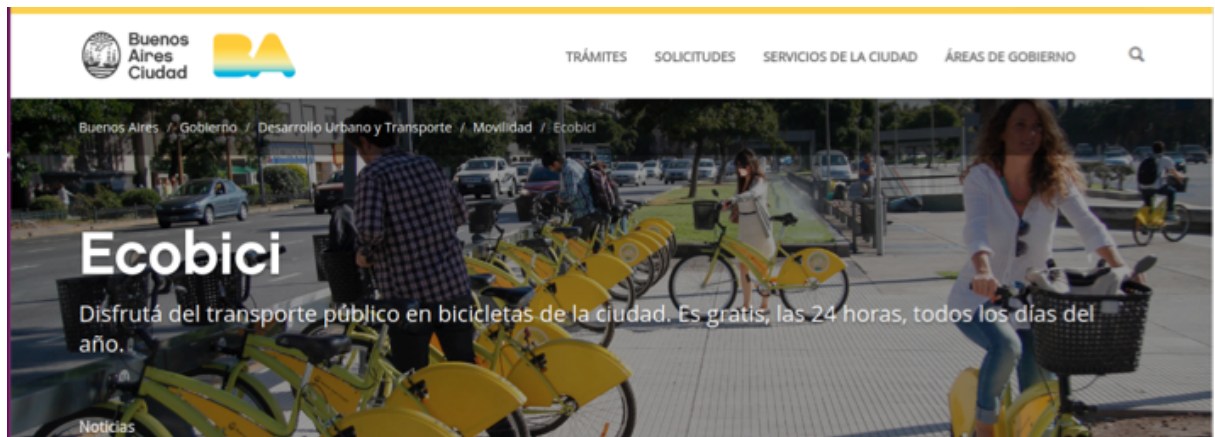 Buenos
Aires
Ciudad
BA
TRÁMITES SOLICITUDES SERVICIOS DE LA CIUDAD ÁREAS DE GOBIERNO
Buenos Aires / Gobierno / Desarrollo Urbano y Transporte / Movilidad / Ecobici
Ecobici
Disfrutá del transporte público en bicicletas de la ciudad. Es gratis, las 24 horas, todos los días del
año.
Noticias